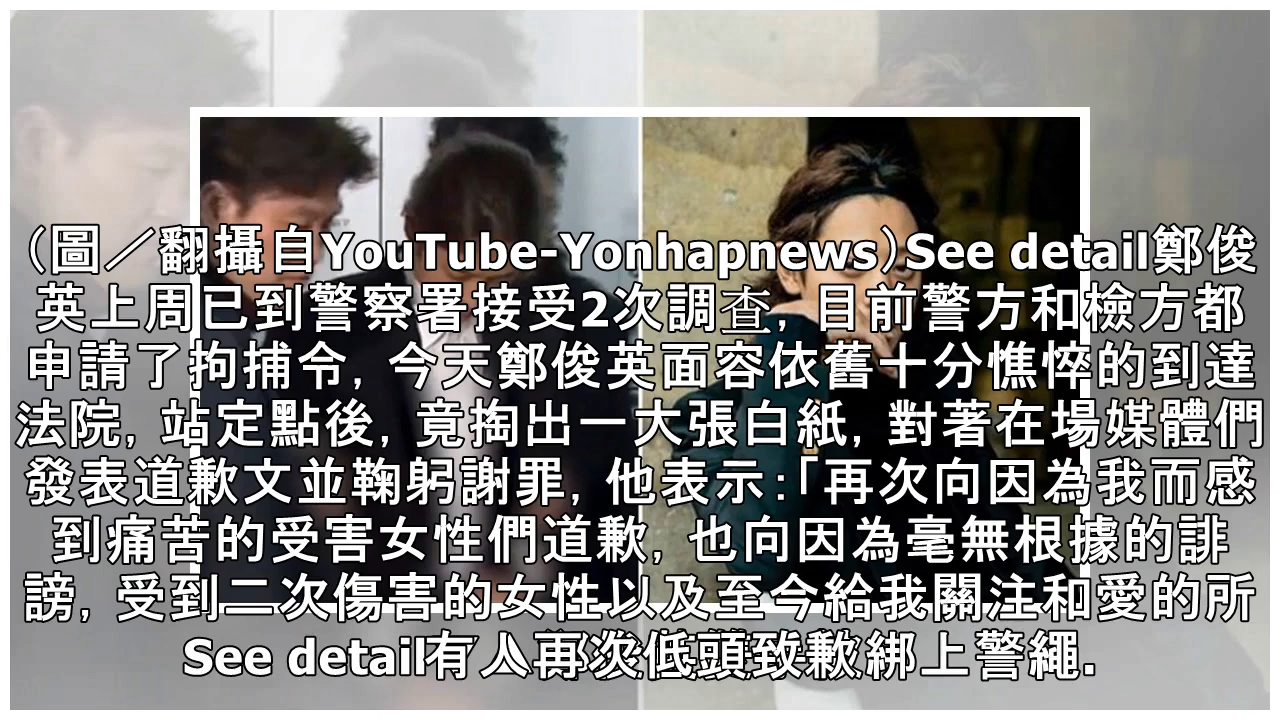 (圖／翻攝自YouTube-Yonhapnews)See detail鄭俊
英上周已到警察署接受2次調查, 目前警方和檢方都
申請了拘捕令, 今天鄭俊英面容依舊十分憔悴的到達
法院, 站定點後, 竟掏出一大張白紙, 對著在場媒體們
發表道歉文並鞠躬謝罪, 他表示:「再次向因為我而感
到痛苦的受害女性們道歉, 也向因為毫無根據的誹
謗, 受到二次傷害的女性以及至今給我關注和愛的所
See detail有人再次低頭致歉綁上警繩.